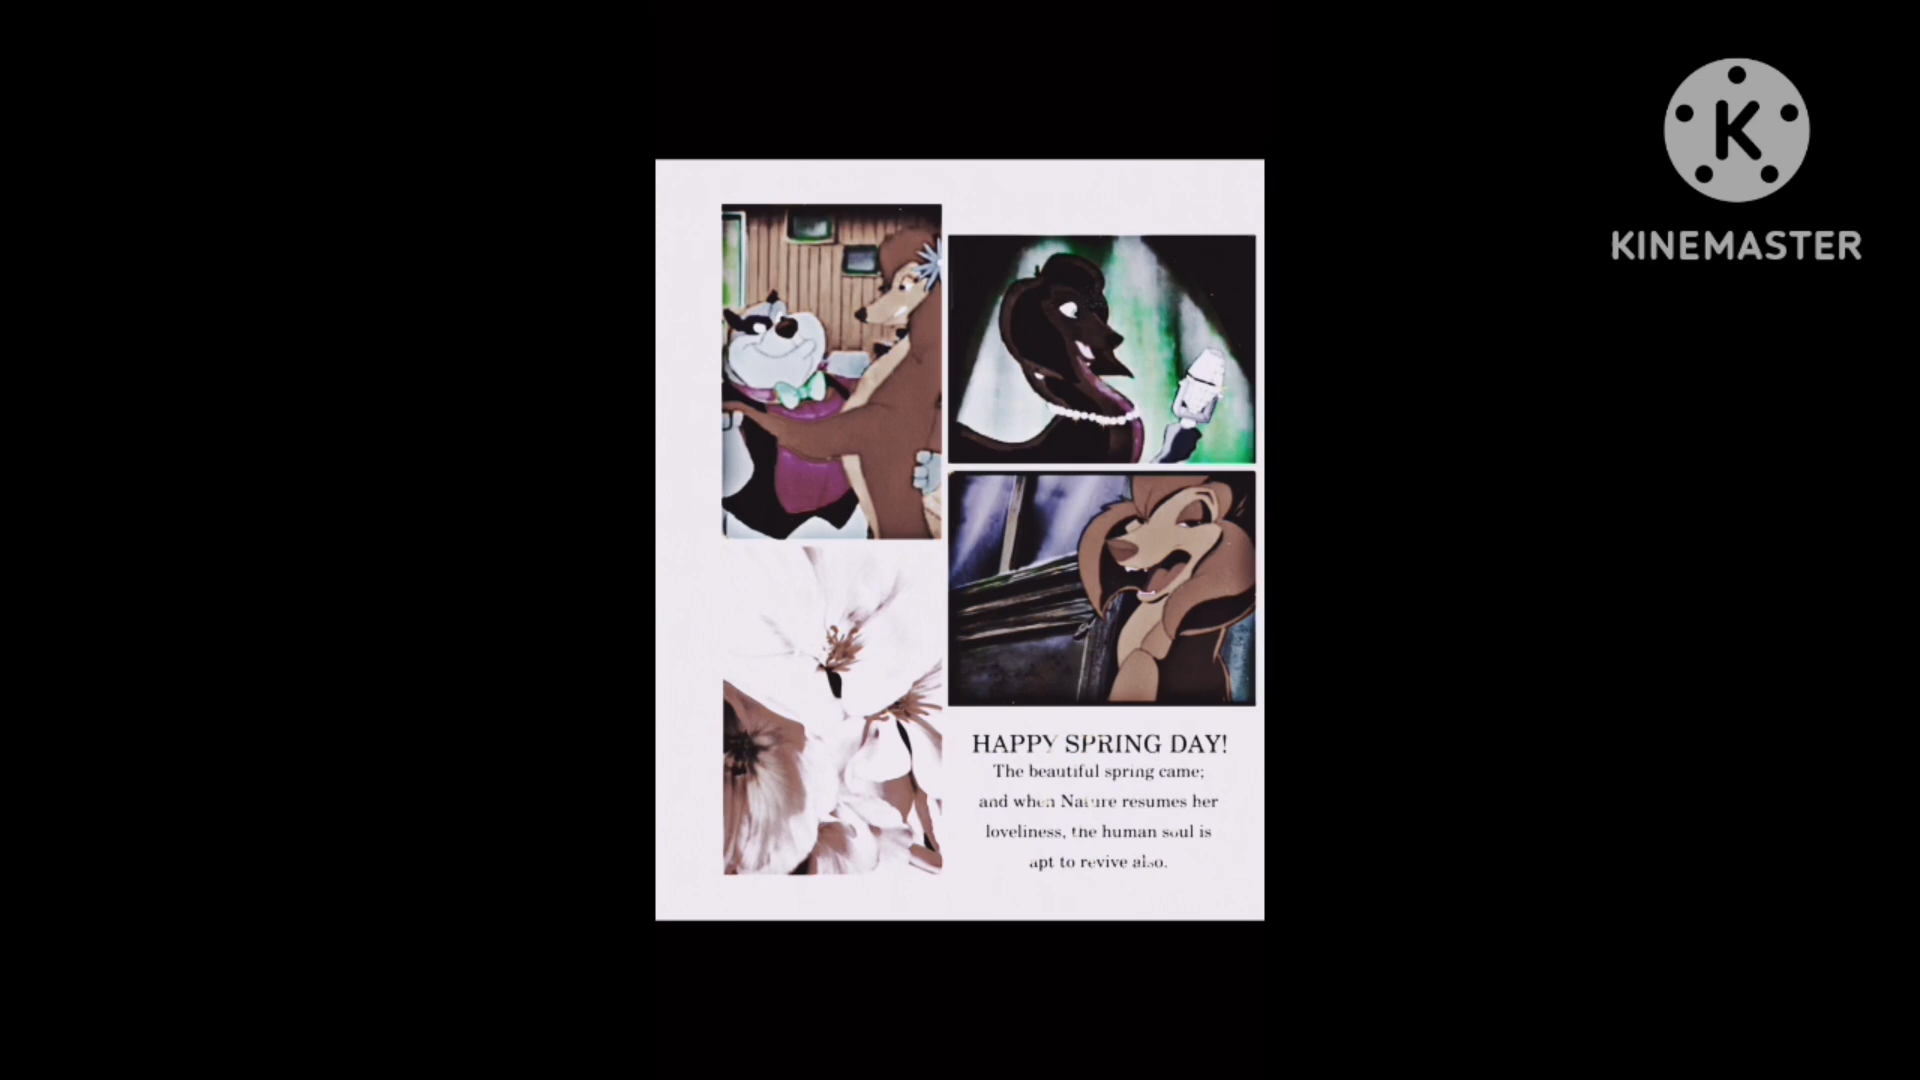 K
KINEMASTER
HAPPY SPRING DAY!
The beautiful spring came;
and when Nature resumes her
loveliness, the human soul is
apt to revive also.